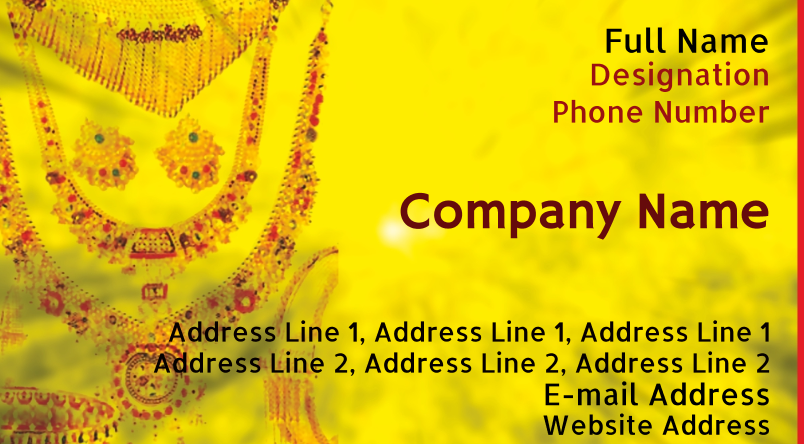 Full Name
Designation
Phone Number
Company Name
Address Line 1, Address Line 1, Address Line 1
Address Line 2, Address Line 2, Address Line 2
E-mail Address
Website Address